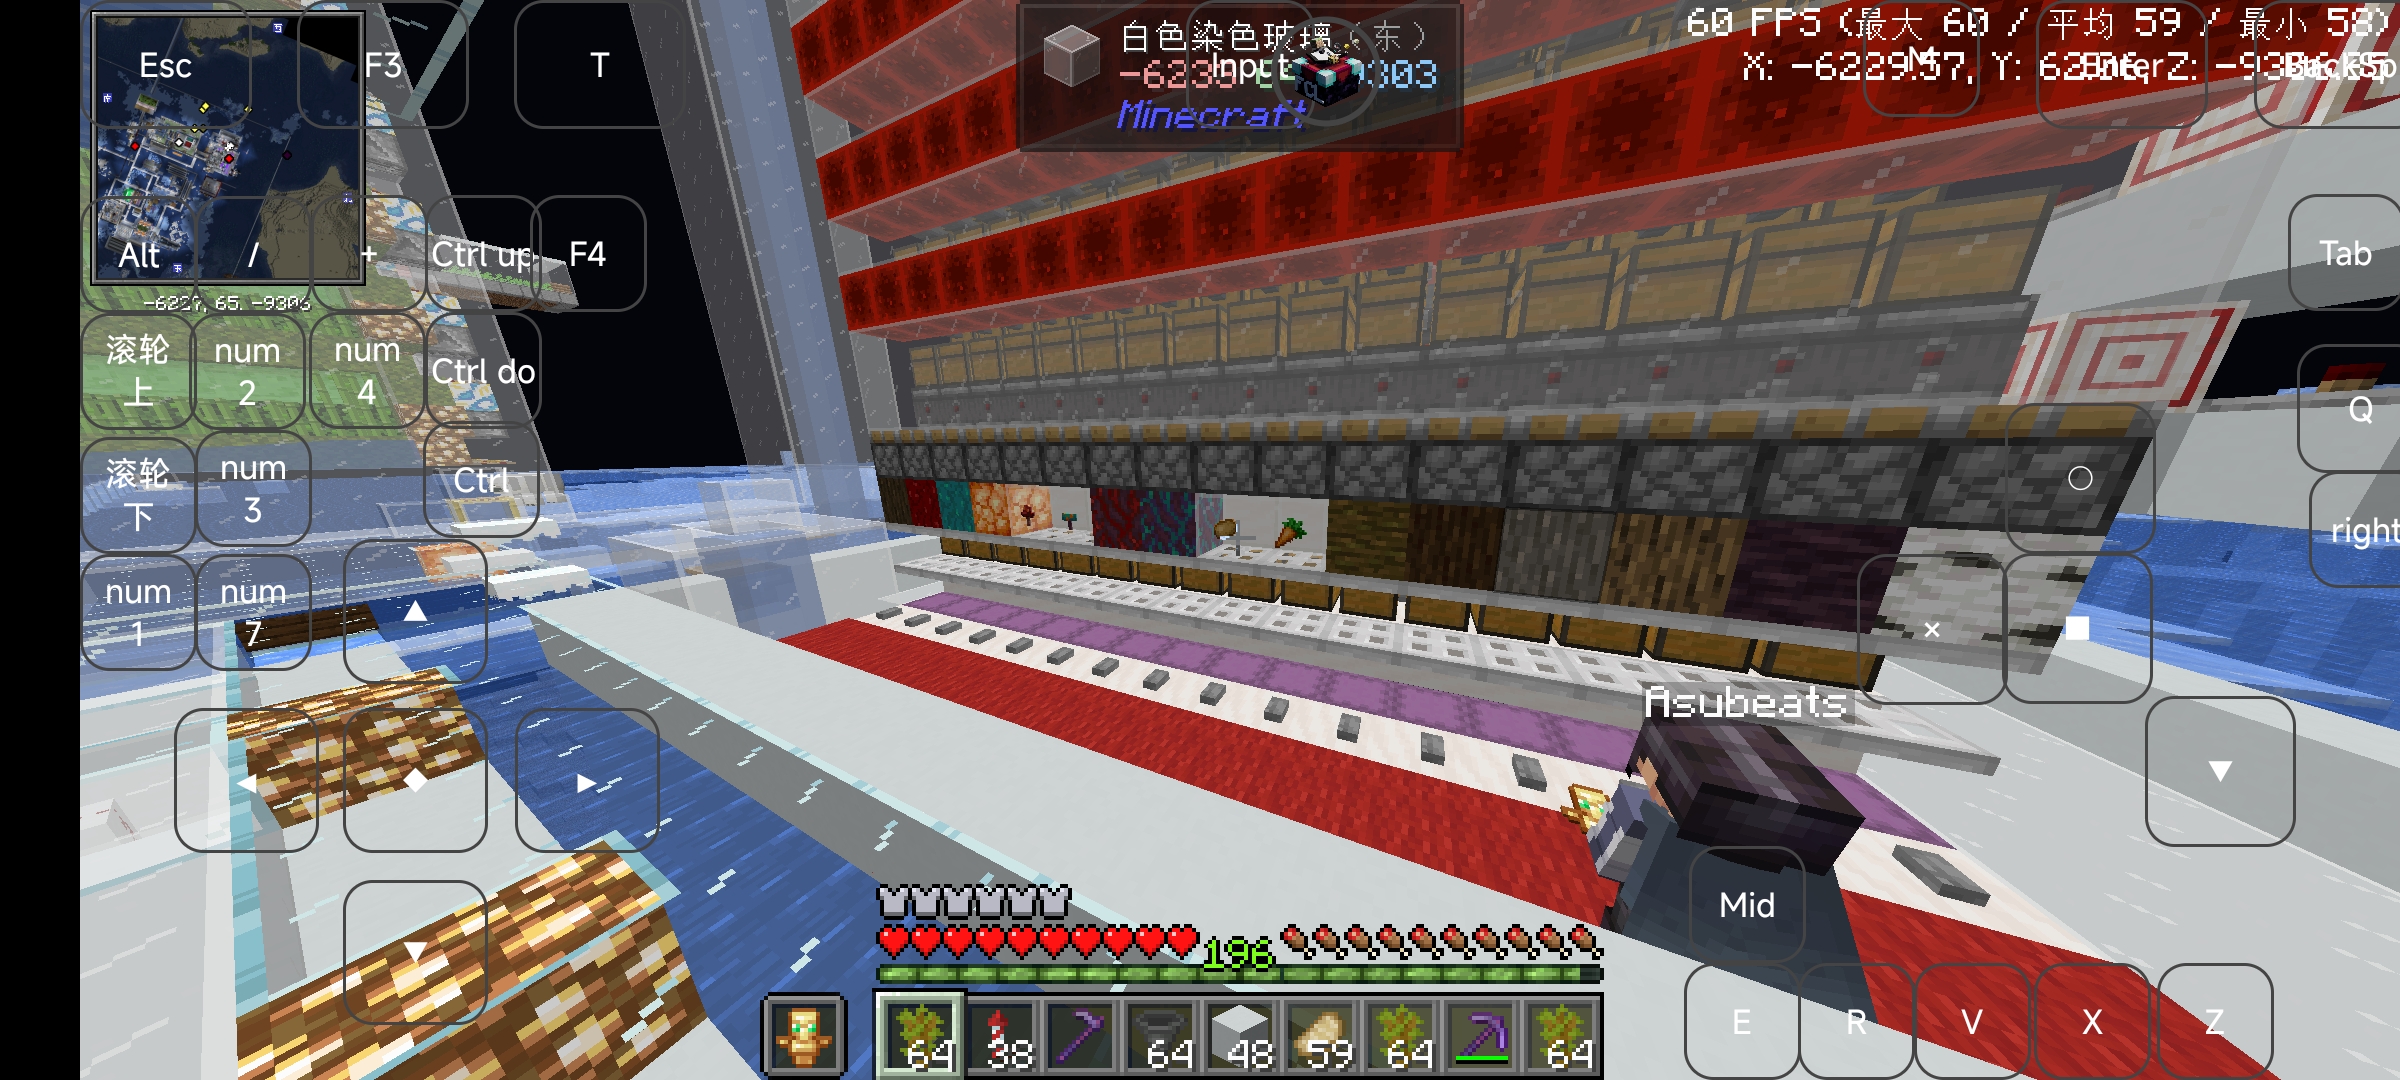 Esc
F3
T
白色染色玻璃（东）
Input
Minecraft
60 FPS (最大 60 / 平均 59 / 最小 58)
M
Enter
Alt
/
+
Ctrl up
F4
Tab
-6227, 65, -9306
滚轮上
num 2
num 4
Ctrl do
Q
滚轮下
num 3
Ctrl
right
num 1
num 7
Asubeats
Mid
196
64
38
64
48
59
64
64
E
R
V
X
Z